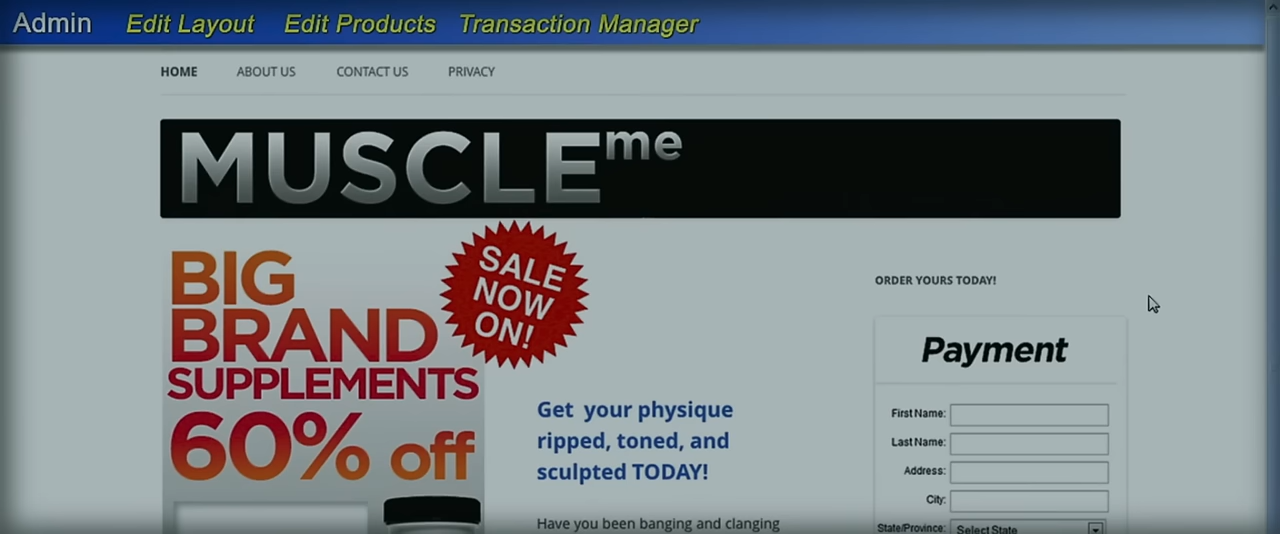 Admin Edit Layout Edit Products Transaction Manager
HOME ABOUT US CONTACT US PRIVACY
MUSCLEme
BIG
BRAND
SUPPLEMENTS
60% off
SALE
NOW
ON!
Get your physique
ripped, toned, and
sculpted TODAY!
Have you been banging and clanging
ORDER YOURS TODAY!
Payment
First Name:
Last Name:
Address:
City:
State/Province: Select State